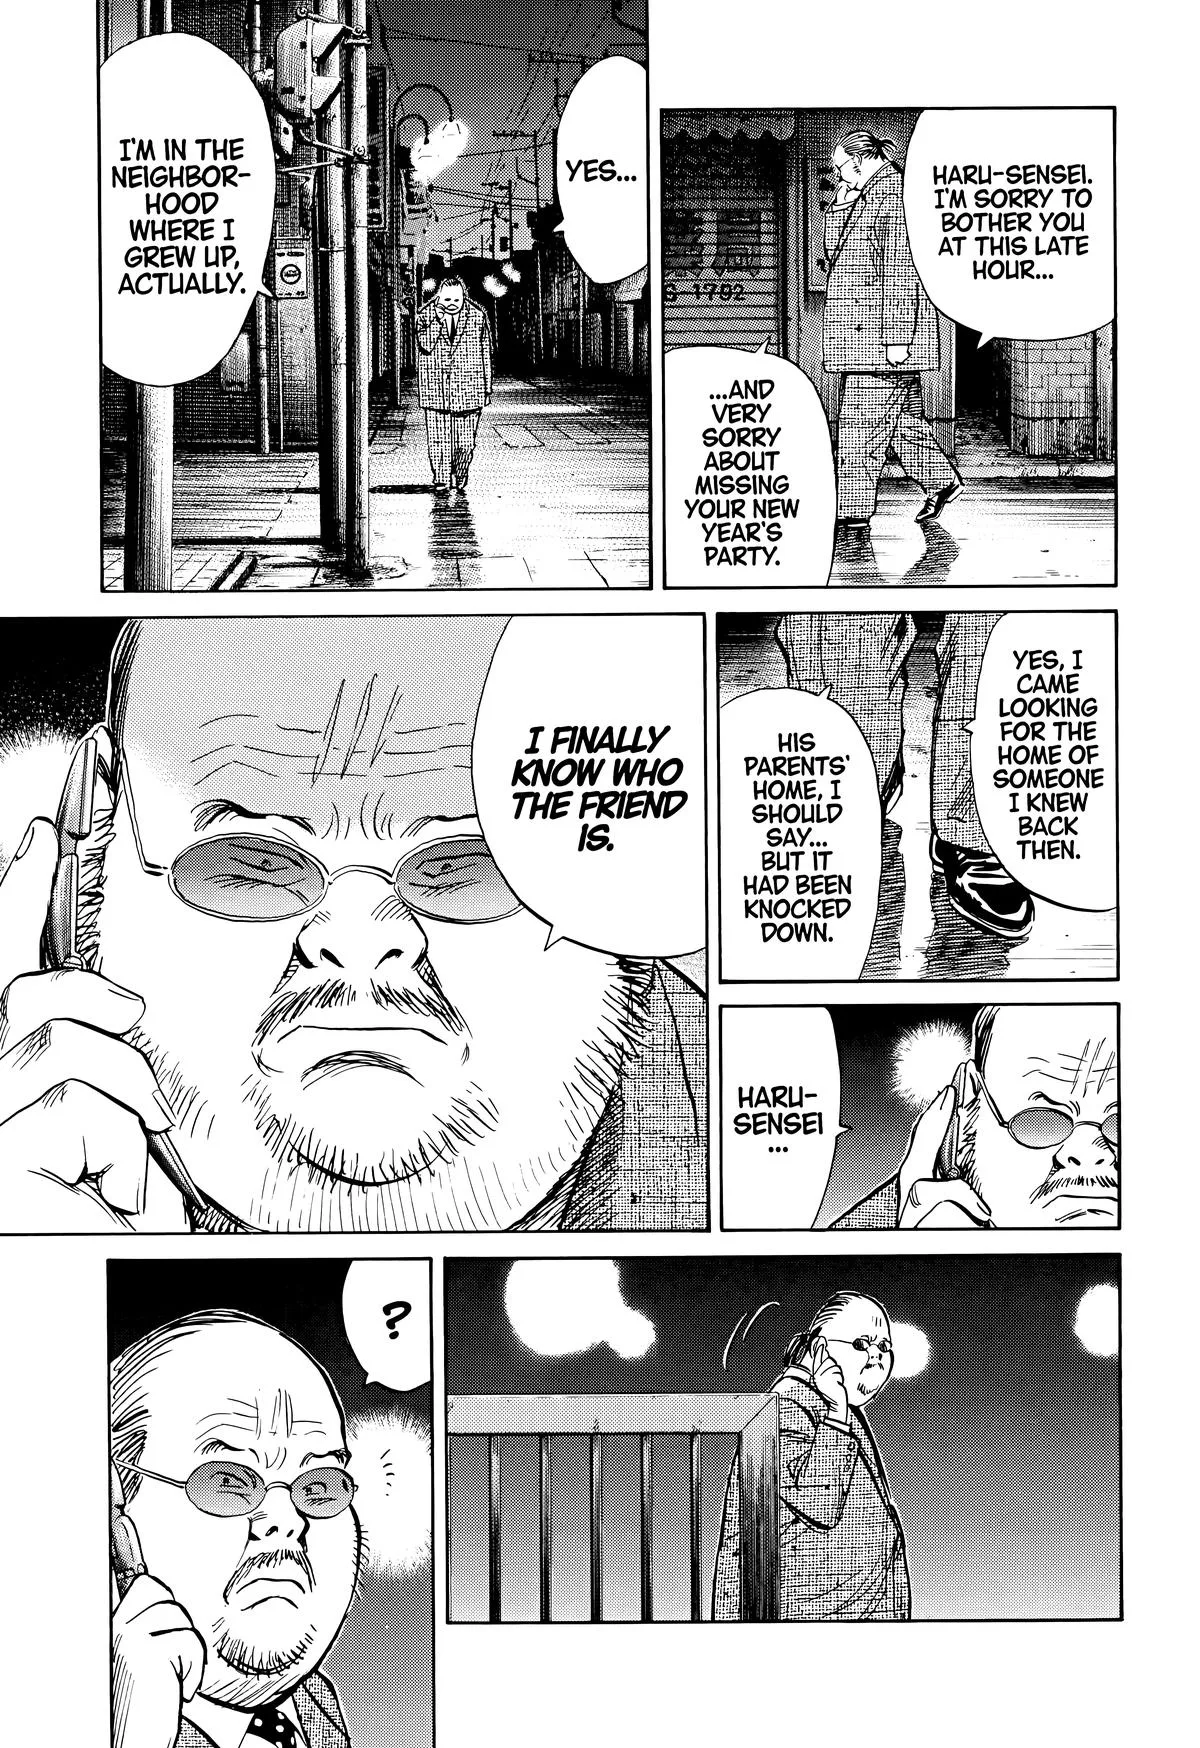 HARU-SENSEI.
I'M SORRY TO
BOTHER YOU
AT THIS LATE
HOUR...
...AND
VERY
SORRY
ABOUT
MISSING
YOUR NEW
YEAR'S
PARTY.
S 1702
YES...
I'M IN THE
NEIGHBOR-
HOOD
WHERE I
GREW UP,
ACTUALLY.
YES, I
CAME
LOOKING
FOR THE
HOME OF
SOMEONE
I KNEW
BACK
THEN.
HIS
PARENTS'
HOME, I
SHOULD
SAY...
BUT IT
HAD BEEN
KNOCKED
DOWN.
HARU-
SENSEI
...
I FINALLY
KNOW WHO
THE FRIEND
IS.
?